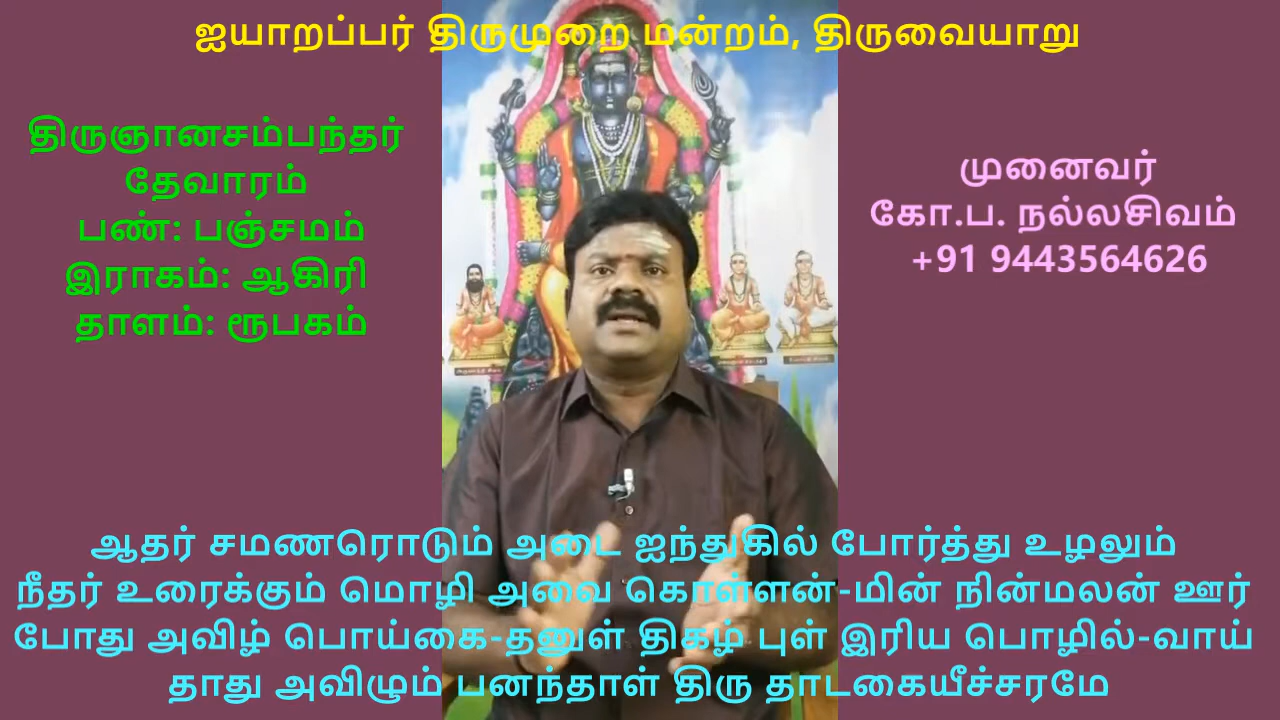 ஐயாறப்பர் திருமுறை மன்றம், திருவையாறு
திருஞானசம்பந்தர்
தேவாரம்
பண்: பஞ்சமம்
இராகம்: ஆகிரி
தாளம்: ரூபகம்
முனைவர்
கோ.ப. நல்லசிவம்
+91 9443564626
ஆதர் சமணரொடும் அடை ஐந்துகில் போர்த்து உழலும்
நீதர் உரைக்கும் மொழி அவை கொள்ளன்-மின் நின்மலன் ஊர்
போது அவிழ் பொய்கை-தனுள் திகழ் புள் இரிய பொழில்-வாய்
தாது அவிழும் பனந்தாள் திரு தாடகையீச்சரமே